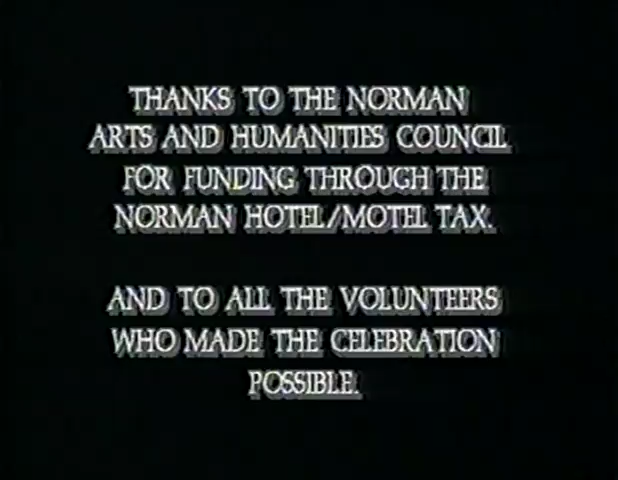 THANKS TO THE NORMAN
ARTS AND HUMANITIES COUNCIL
FOR FUNDING THROUGH THE
NORMAN HOTEL/MOTEL TAX.
AND TO ALL THE VOLUNTEERS
WHO MADE THE CELEBRATION
POSSIBLE.